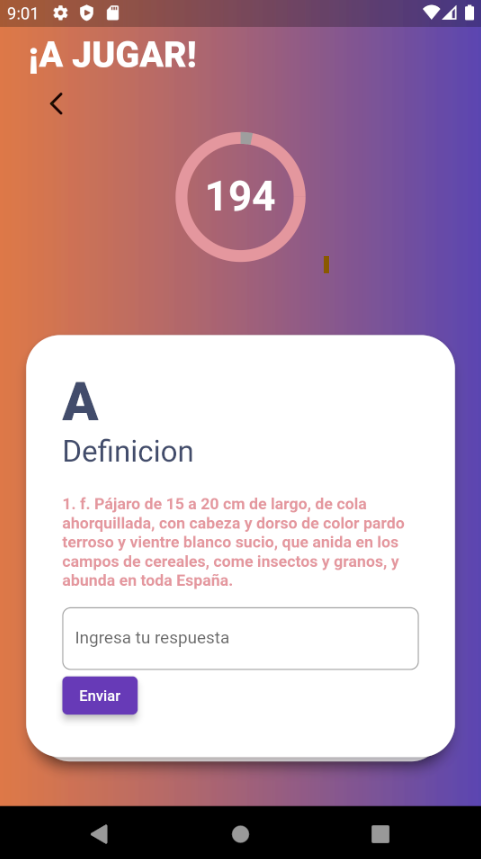 9:01
¡A JUGAR!
194
A
Definicion
1. f. Pájaro de 15 a 20 cm de largo, de cola
ahorquillada, con cabeza y dorso de color pardo
terroso y vientre blanco sucio, que anida en los
campos de cereales, come insectos y granos, y
abunda en toda España.
Ingresa tu respuesta
Enviar